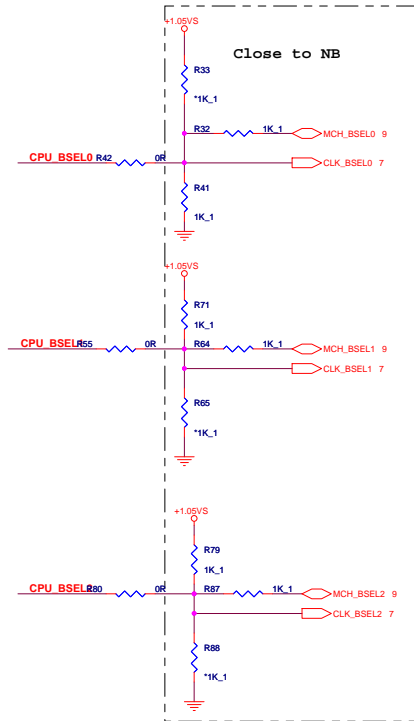 +1.05VS
Close to NB
R33
*1K_1
R32 1K_1 MCH_BSEL0 9
CPU_BSEL0 R42 0R CLK_BSEL0 7
R41
1K_1
+1.05VS
R71
1K_1
CPU_BSEL1 R55 0R R64 1K_1 MCH_BSEL1 9
CLK_BSEL1 7
R65
*1K_1
+1.05VS
R79
1K_1
CPU_BSEL2 R80 0R R87 1K_1 MCH_BSEL2 9
CLK_BSEL2 7
R88
*1K_1